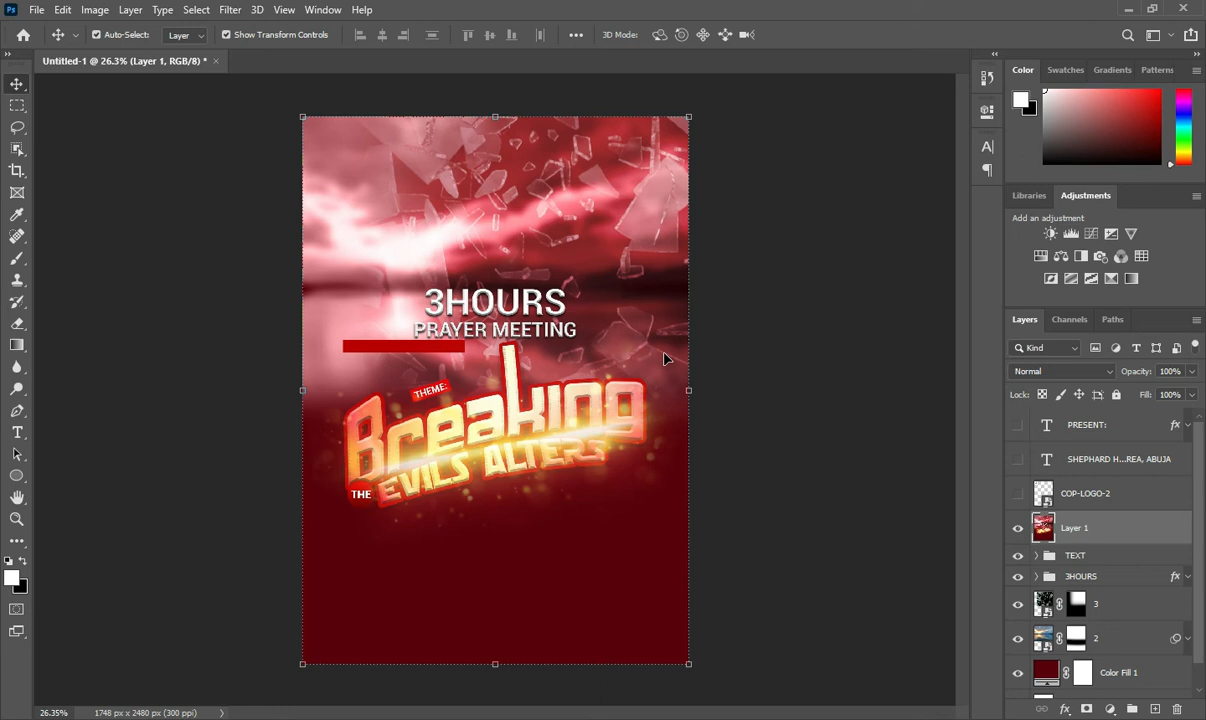 Ps File Edit Image Layer Type Select Filter 3D View Window Help
Auto-Select: Layer Show Transform Controls 3D Mode:
Untitled-1 @ 26.3% (Layer 1, RGB/8) *
Color Swatches Gradients Patterns
Libraries Adjustments
Add an adjustment
3HOURS
PRAYER MEETING
THEME:
Breaking
THE EVILS ALTERS
Layers Channels Paths
Kind
Normal Opacity: 100%
Lock: Fill: 100%
T PRESENT: fx
T SHEPHARD H...REA, ABUJA
COP-LOGO-2
Layer 1
TEXT
3HOURS fx
3
2
Color Fill 1
26.35% 1748 px x 2480 px (300 ppi)